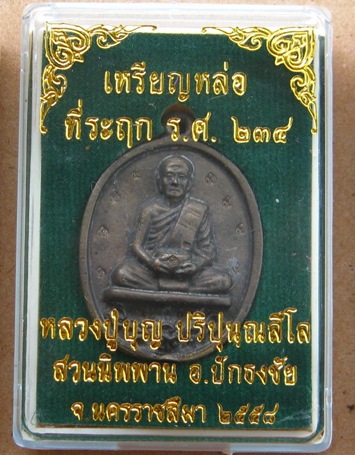 เหรียญหล่อ
ที่ระฤก ร.ศ. ๒๓๔
หลวงปู่บุญ ปริปุนฺณสีโล
สวนนิพพาน อ.ปักธงชัย
จ.นครราชสีมา ๒๕๕๘